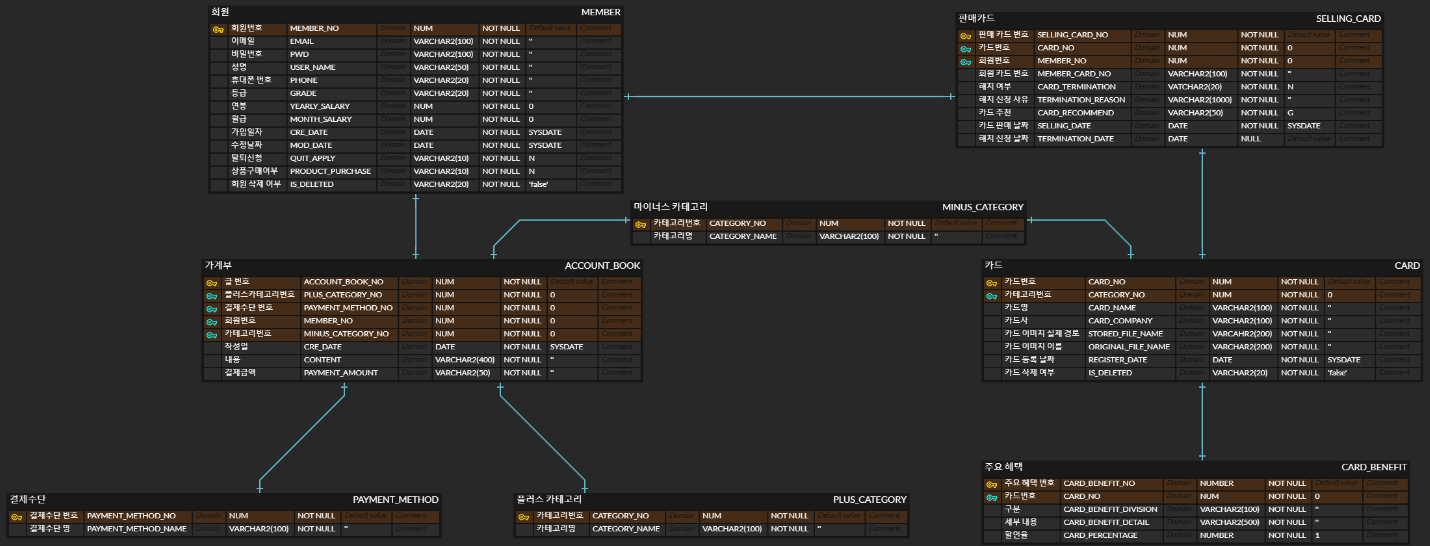 회원 MEMBER
회원번호 MEMBER_NO Domain NUM NOT NULL Default value Comment
이메일 EMAIL Domain VARCHAR2(100) NOT NULL '' Comment
비밀번호 PWD Domain VARCHAR2(500) NOT NULL '' Comment
성명 USER_NAME Domain VARCHAR2(50) NOT NULL '' Comment
휴대폰 번호 PHONE Domain VARCHAR2(20) NOT NULL '' Comment
등급 GRADE Domain VARCHAR2(20) NOT NULL '' Comment
연봉 YEARLY_SALARY Domain NUM NOT NULL 0 Comment
월급 MONTH_SALARY Domain NUM NOT NULL 0 Comment
가입일자 CRE_DATE Domain DATE NOT NULL SYSDATE Comment
수정날짜 MOD_DATE Domain DATE NOT NULL SYSDATE Comment
탈퇴신청 QUIT_APPLY Domain VARCHAR2(10) NOT NULL N Comment
상품구매여부 PRODUCT_PURCHASE Domain VARCHAR2(10) NOT NULL N Comment
회원 삭제 여부 IS_DELETED Domain VARCHAR2(20) NOT NULL 'false' Comment
판매카드 SELLING_CARD
판매 카드 번호 SELLING_CARD_NO Domain NUM NOT NULL Default value Comment
카드번호 CARD_NO Domain NUM NOT NULL 0 Comment
회원번호 MEMBER_NO Domain NUM NOT NULL 0 Comment
회원 카드 번호 MEMBER_CARD_NO Domain VARCHAR2(100) NOT NULL '' Comment
해지 여부 CARD_TERMINATION Domain VATCHAR2(20) NOT NULL N Comment
해지 신청 사유 TERMINATION_REASON Domain VARCHAR2(1000) NOT NULL '' Comment
카드 추천 CARD_RECOMMEND Domain VARCHAR2(50) NOT NULL G Comment
카드 판매 날짜 SELLING_DATE Domain DATE NOT NULL SYSDATE Comment
해지 신청 날짜 TERMINATION_DATE Domain DATE NULL Default value Comment
마이너스 카테고리 MINUS_CATEGORY
카테고리번호 CATEGORY_NO Domain NUM NOT NULL Default value Comment
카테고리명 CATEGORY_NAME Domain VARCHAR2(100) NOT NULL '' Comment
가계부 ACCOUNT_BOOK
글 번호 ACCOUNT_BOOK_NO Domain NUM NOT NULL Default value Comment
플러스카테고리번호 PLUS_CATEGORY_NO Domain NUM NOT NULL 0 Comment
결제수단 번호 PAYMENT_METHOD_NO Domain NUM NOT NULL 0 Comment
회원번호 MEMBER_NO Domain NUM NOT NULL 0 Comment
카테고리번호 MINUS_CATEGORY_NO Domain NUM NOT NULL 0 Comment
작성일 CRE_DATE Domain DATE NOT NULL SYSDATE Comment
내용 CONTENT Domain VARCHAR2(400) NOT NULL '' Comment
결제금액 PAYMENT_AMOUNT Domain VARCHAR2(50) NOT NULL '' Comment
카드 CARD
카드번호 CARD_NO Domain NUM NOT NULL Default value Comment
카테고리번호 CATEGORY_NO Domain NUM NOT NULL 0 Comment
카드명 CARD_NAME Domain VARCHAR2(100) NOT NULL '' Comment
카드사 CARD_COMPANY Domain VARCHAR2(100) NOT NULL '' Comment
카드 이미지 실제 경로 STORED_FILE_NAME Domain VARCAHR2(200) NOT NULL '' Comment
카드 이미지 이름 ORIGINAL_FILE_NAME Domain VARCHAR2(200) NOT NULL '' Comment
카드 등록 날짜 REGISTER_DATE Domain DATE NOT NULL SYSDATE Comment
카드 삭제 여부 IS_DELETED Domain VARCHAR2(20) NOT NULL 'false' Comment
결제수단 PAYMENT_METHOD
결제수단 번호 PAYMENT_METHOD_NO Domain NUM NOT NULL Default value Comment
결제수단 명 PAYMENT_METHOD_NAME Domain VARCHAR2(100) NOT NULL '' Comment
플러스 카테고리 PLUS_CATEGORY
카테고리번호 CATEGORY_NO Domain NUM NOT NULL Default value Comment
카테고리명 CATEGORY_NAME Domain VARCHAR2(100) NOT NULL '' Comment
주요 혜택 CARD_BENEFIT
주요 혜택 번호 CARD_BENEFIT_NO Domain NUMBER NOT NULL Default value Comment
카드번호 CARD_NO Domain NUM NOT NULL 0 Comment
구분 CARD_BENEFIT_DIVISION Domain VARCHAR2(100) NOT NULL '' Comment
세부 내용 CARD_BENEFIT_DETAIL Domain VARCHAR2(500) NOT NULL '' Comment
할인율 CARD_PERCENTAGE Domain NUMBER NOT NULL 1 Comment